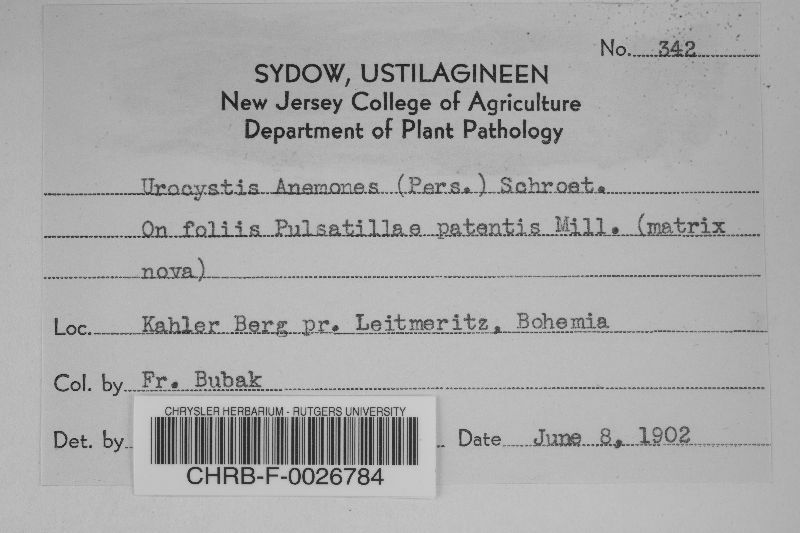 No. 342
SYDOW, USTILAGINEEN
New Jersey College of Agriculture
Department of Plant Pathology
Urocystis Anemones (Pers.) Schroet.
On foliis Pulsatillae patentis Mill. (matrix
nova)
Loc. Kahler Berg pr. Leitmeritz, Bohemia
Col. by Fr. Bubak
CHRYSLER HERBARIUM - RUTGERS UNIVERSITY
Det. by Date June 8, 1902
CHRB-F-0026784